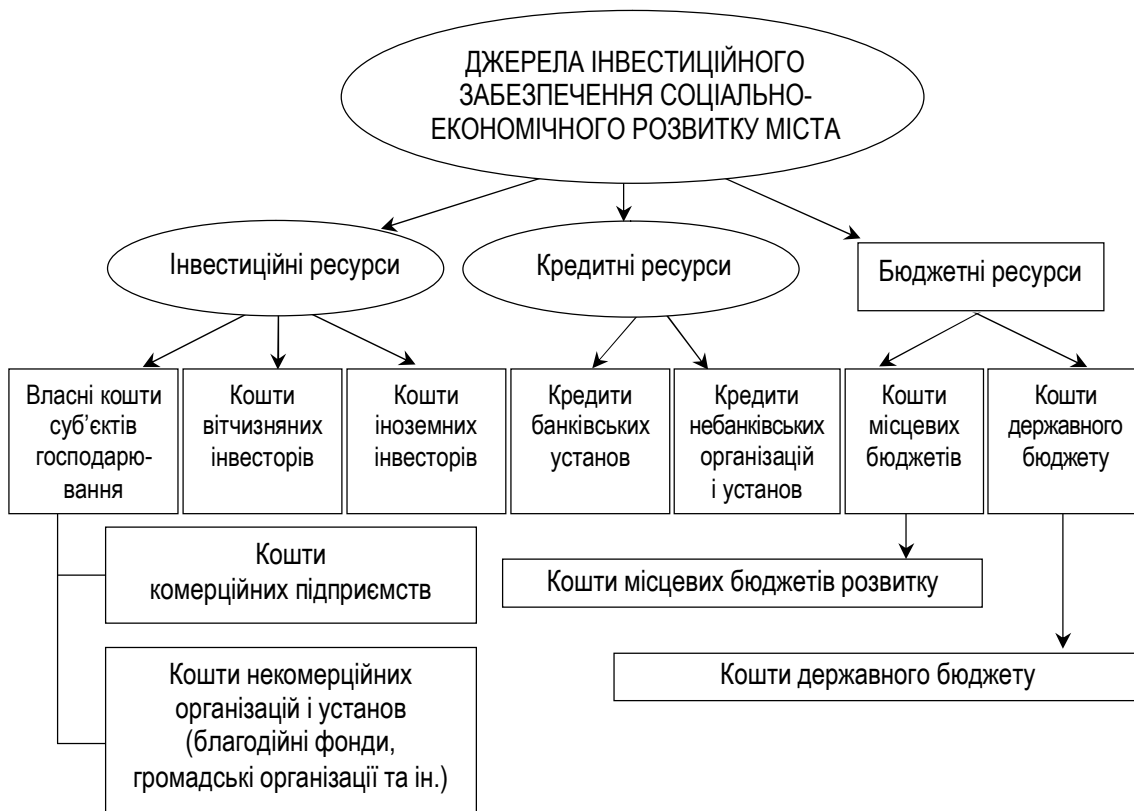 ДЖЕРЕЛА ІНВЕСТИЦІЙНОГО
ЗАБЕЗПЕЧЕННЯ СОЦІАЛЬНО-
ЕКОНОМІЧНОГО РОЗВИТКУ МІСТА
Інвестиційні ресурси
Кредитні ресурси
Бюджетні ресурси
Власні кошти
суб’єктів
господарю-
вання
Кошти
вітчизняних
інвесторів
Кошти
іноземних
інвесторів
Кредити
банківських
установ
Кредити
небанківських
організацій
і установ
Кошти
місцевих
бюджетів
Кошти
державного
бюджету
Кошти
комерційних підприємств
Кошти місцевих бюджетів розвитку
Кошти державного бюджету
Кошти некомерційних
організацій і установ
(благодійні фонди,
громадські організації та ін.)